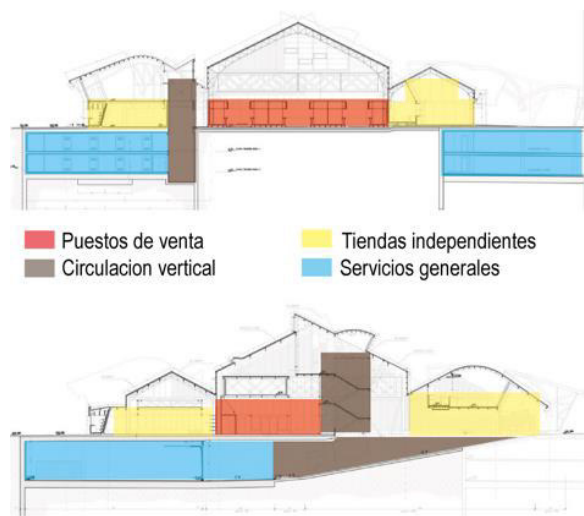 Puestos de venta
Tiendas independientes
Circulacion vertical
Servicios generales